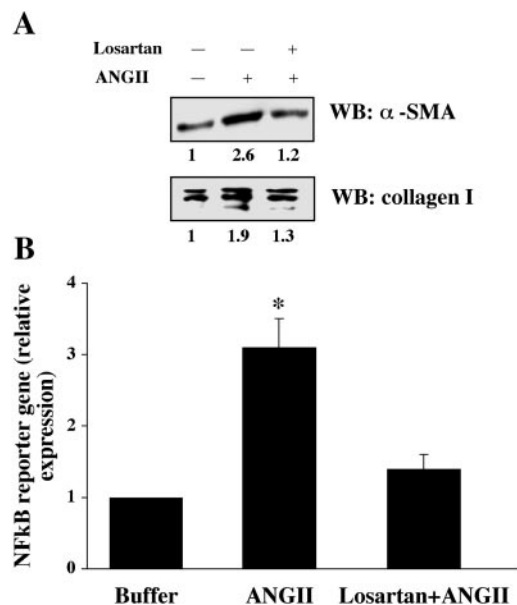 A
Losartan — — +
ANGII — + +
WB: α -SMA
1 2.6 1.2
WB: collagen I
1 1.9 1.3
B
NFkB reporter gene (relative
expression)
4
3
2
1
0
*
Buffer ANGII Losartan+ANGII